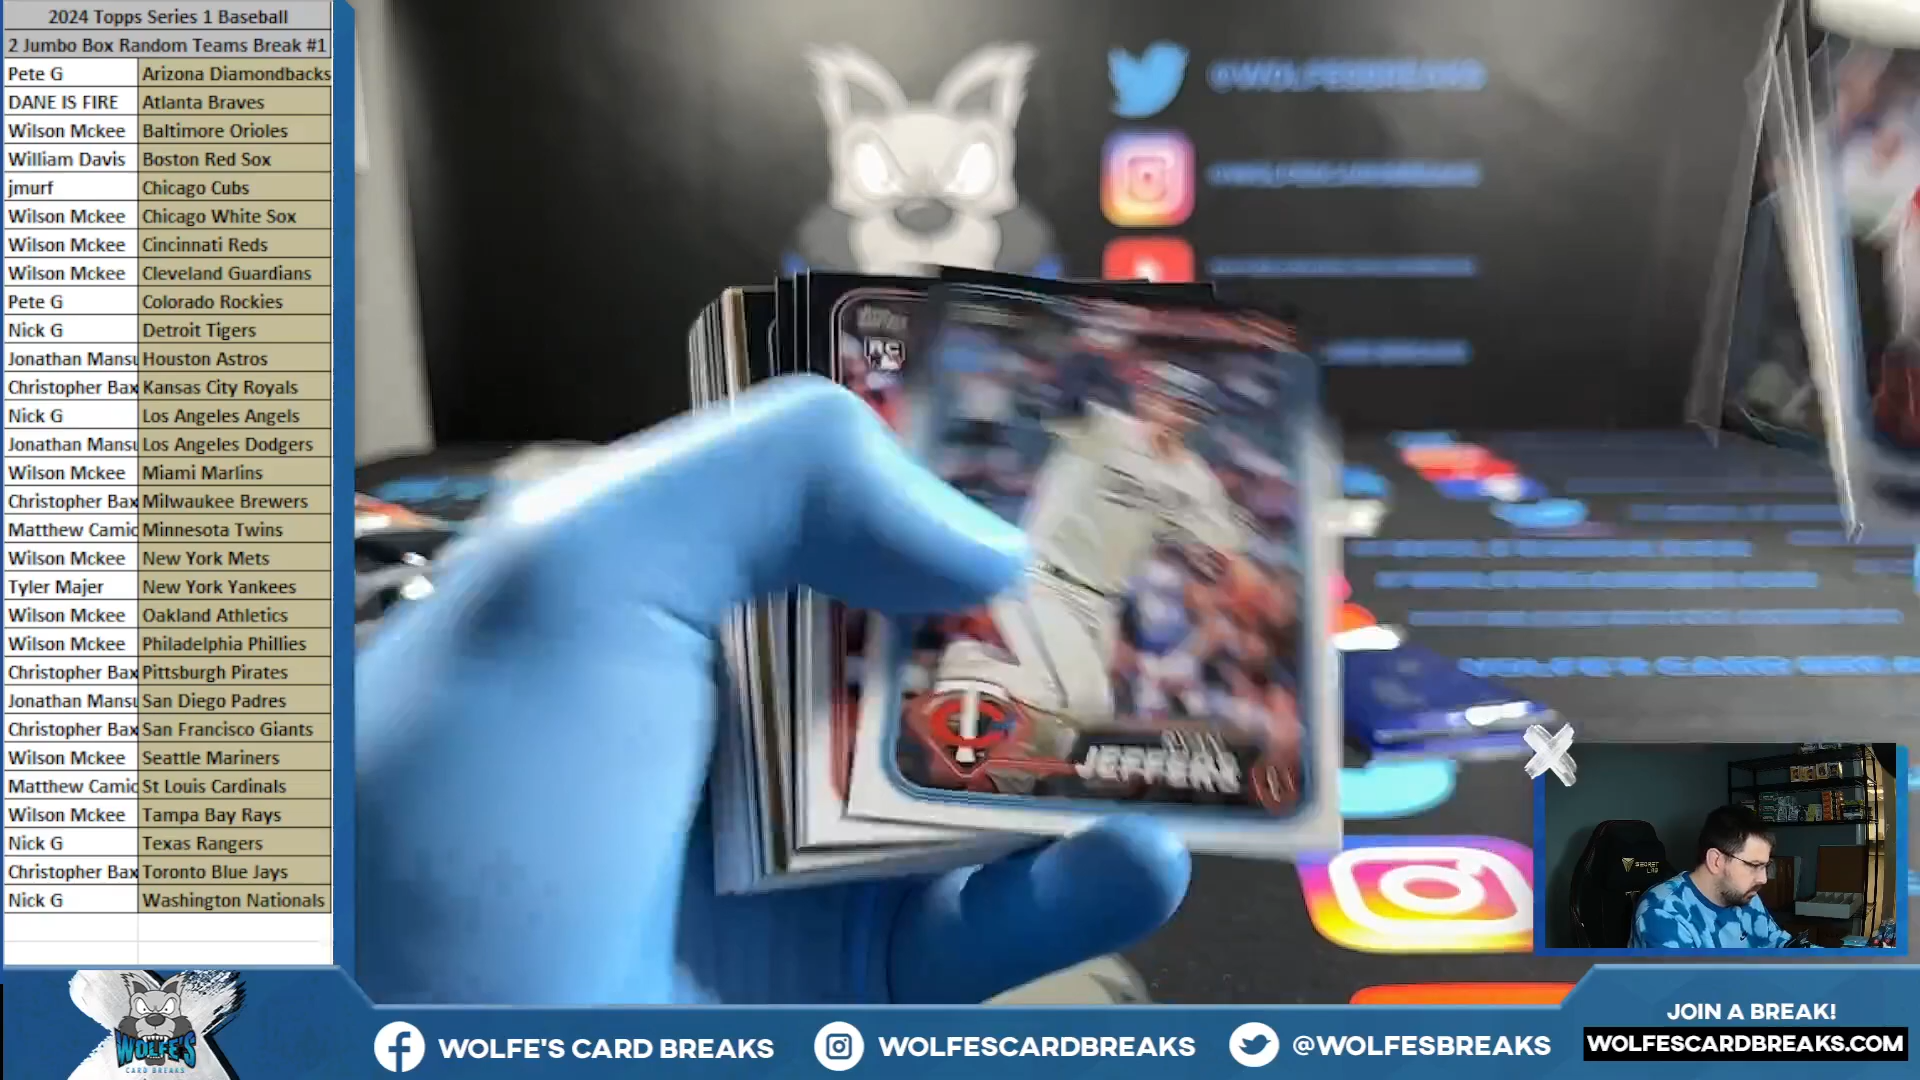 2024 Topps Series 1 Baseball
2 Jumbo Box Random Teams Break #1
Pete G Arizona Diamondbacks
DANE IS FIRE Atlanta Braves
Wilson Mckee Baltimore Orioles
William Davis Boston Red Sox
jmurf Chicago Cubs
Wilson Mckee Chicago White Sox
Wilson Mckee Cincinnati Reds
Wilson Mckee Cleveland Guardians
Pete G Colorado Rockies
Nick G Detroit Tigers
Jonathan Mansu Houston Astros
Christopher Bax Kansas City Royals
Nick G Los Angeles Angels
Jonathan Mansu Los Angeles Dodgers
Wilson Mckee Miami Marlins
Christopher Bax Milwaukee Brewers
Matthew Camic Minnesota Twins
Wilson Mckee New York Mets
Tyler Majer New York Yankees
Wilson Mckee Oakland Athletics
Wilson Mckee Philadelphia Phillies
Christopher Bax Pittsburgh Pirates
Jonathan Mansu San Diego Padres
Christopher Bax San Francisco Giants
Wilson Mckee Seattle Mariners
Matthew Camic St Louis Cardinals
Wilson Mckee Tampa Bay Rays
Nick G Texas Rangers
Christopher Bax Toronto Blue Jays
Nick G Washington Nationals
@WOLFESBREAKS
RC
JEFFERS
SECRET LAB
WOLFE'S
CARD BREAKS
WOLFE'S CARD BREAKS
WOLFESCARDBREAKS
@WOLFESBREAKS
JOIN A BREAK!
WOLFESCARDBREAKS.COM